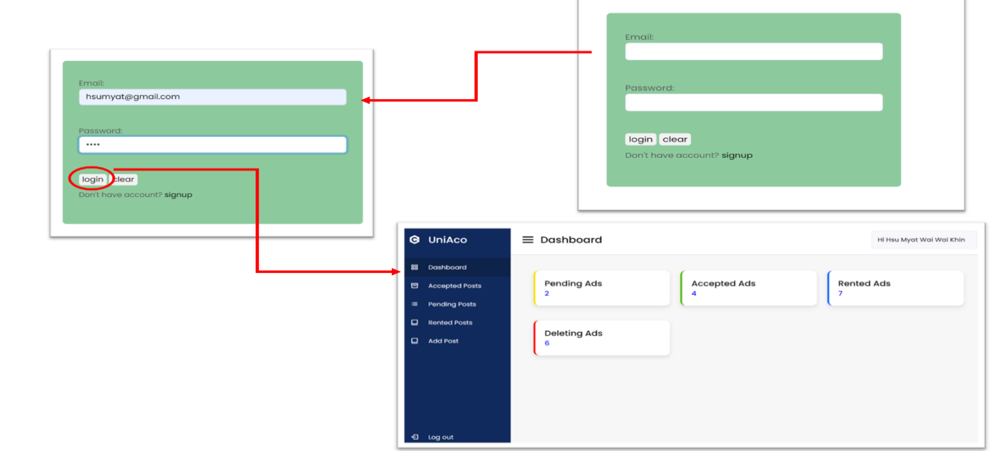 Email:
Password:
login clear
Don't have account? signup
Email:
hsumyat@gmail.com
Password:
••••
login clear
Don't have account? signup
UniAco
Dashboard
Hi Hsu Myat Wai Wai Khin
Dashboard
Accepted Posts
Pending Posts
Rented Posts
Add Post
Log out
Pending Ads
2
Accepted Ads
4
Rented Ads
7
Deleting Ads
6